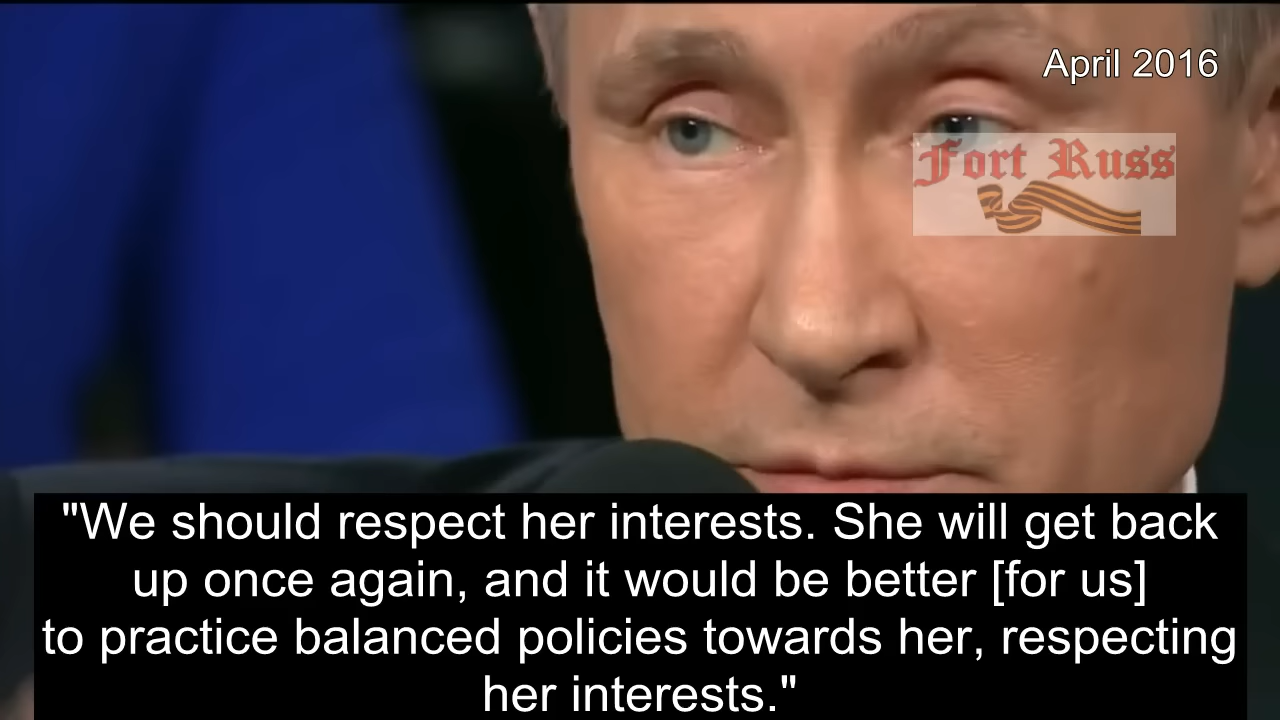 April 2016
Fort Russ
"We should respect her interests. She will get back
up once again, and it would be better [for us]
to practice balanced policies towards her, respecting
her interests."